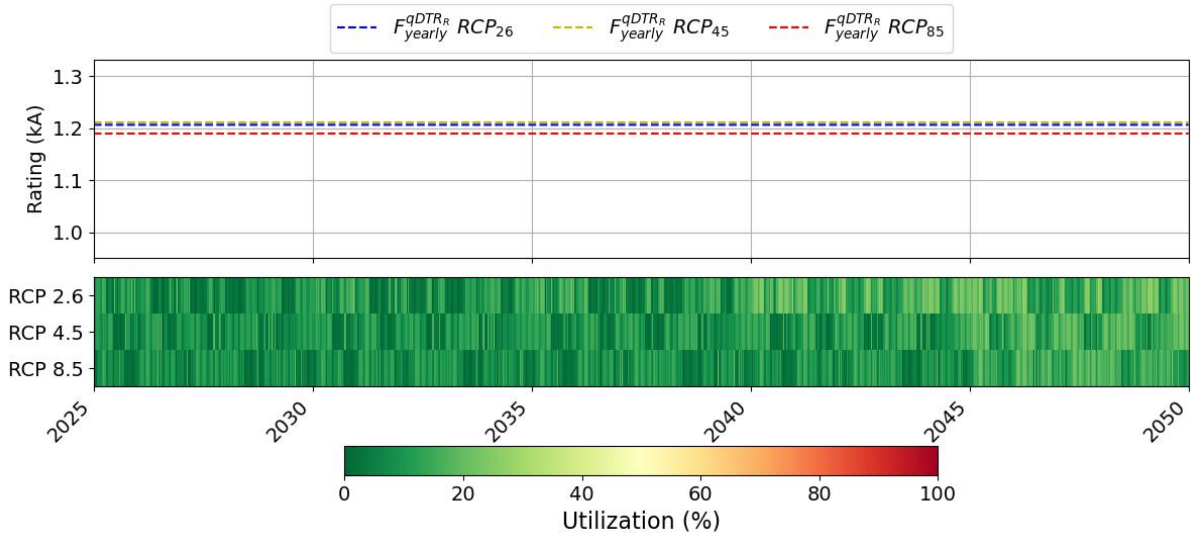 F_yearly^qDTR_R RCP_26 F_yearly^qDTR_R RCP_45 F_yearly^qDTR_R RCP_85
1.3
1.2
1.1
1.0
Rating (kA)
RCP 2.6
RCP 4.5
RCP 8.5
2025 2030 2035 2040 2045 2050
0 20 40 60 80 100
Utilization (%)